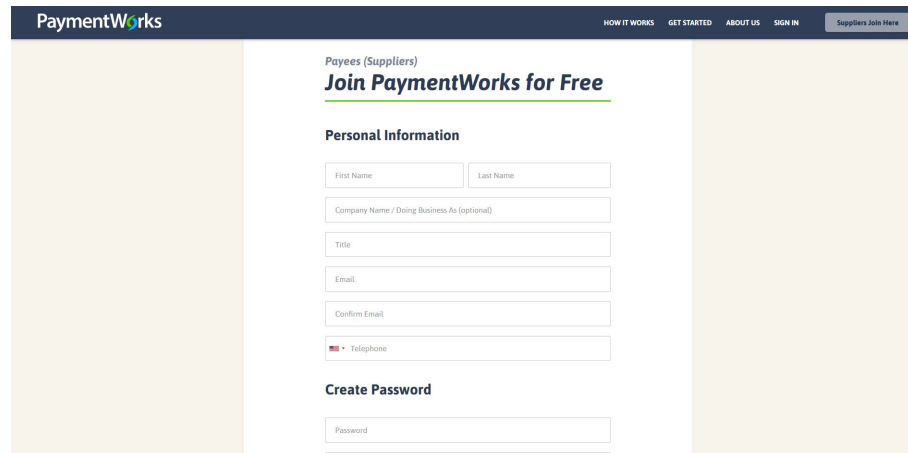 PaymentWorks
HOW IT WORKS GET STARTED ABOUT US SIGN IN Suppliers Join Here
Payees (Suppliers)
Join PaymentWorks for Free
Personal Information
First Name Last Name
Company Name / Doing Business As (optional)
Title
Email
Confirm Email
Telephone
Create Password
Password